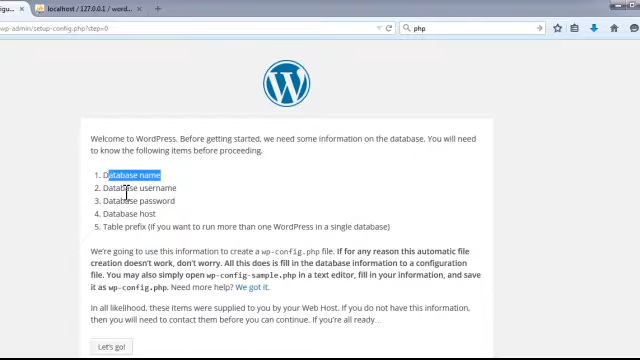 igu...
localhost / 127.0.0.1 / word...
wp-admin/setup-config.php?step=0
php
Welcome to WordPress. Before getting started, we need some information on the database. You will need
to know the following items before proceeding.
1. Database name
2. Database username
3. Database password
4. Database host
5. Table prefix (if you want to run more than one WordPress in a single database)
We're going to use this information to create a wp-config.php file. If for any reason this automatic file
creation doesn't work, don't worry. All this does is fill in the database information to a configuration
file. You may also simply open wp-config-sample.php in a text editor, fill in your information, and save
it as wp-config.php. Need more help? We got it.
In all likelihood, these items were supplied to you by your Web Host. If you do not have this information,
then you will need to contact them before you can continue. If you're all ready...
Let's go!